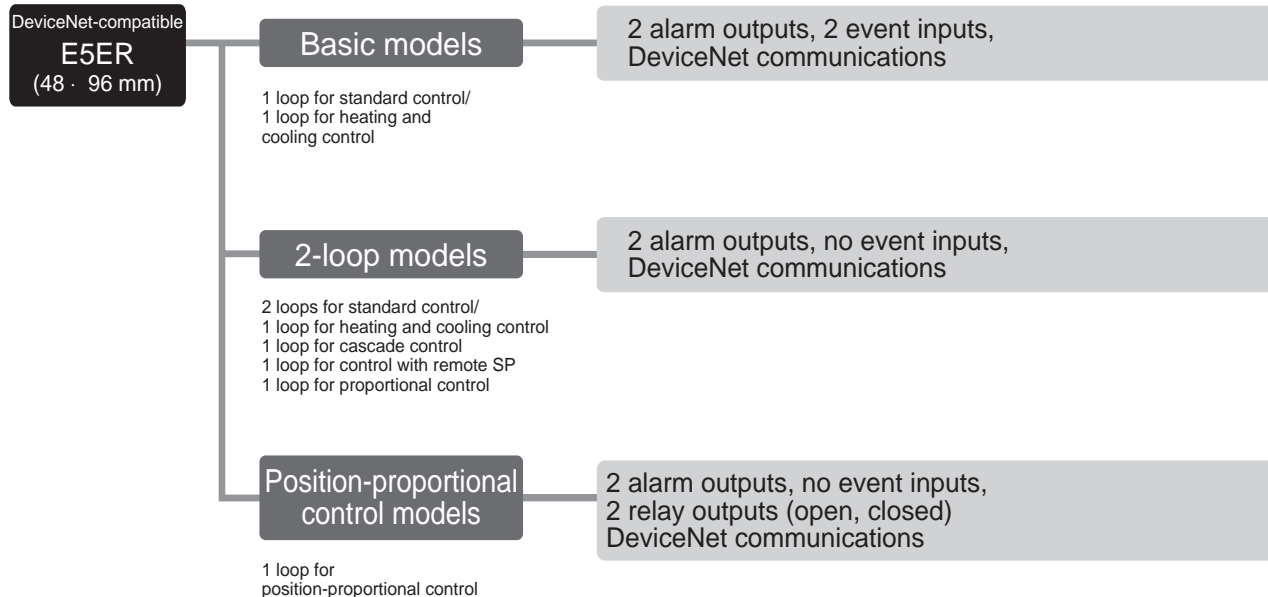 DeviceNet-compatible
E5ER
(48 · 96 mm)
Basic models
2 alarm outputs, 2 event inputs,
DeviceNet communications
1 loop for standard control/
1 loop for heating and
cooling control
2-loop models
2 alarm outputs, no event inputs,
DeviceNet communications
2 loops for standard control/
1 loop for heating and cooling control
1 loop for cascade control
1 loop for control with remote SP
1 loop for proportional control
Position-proportional
control models
2 alarm outputs, no event inputs,
2 relay outputs (open, closed)
DeviceNet communications
1 loop for
position-proportional control